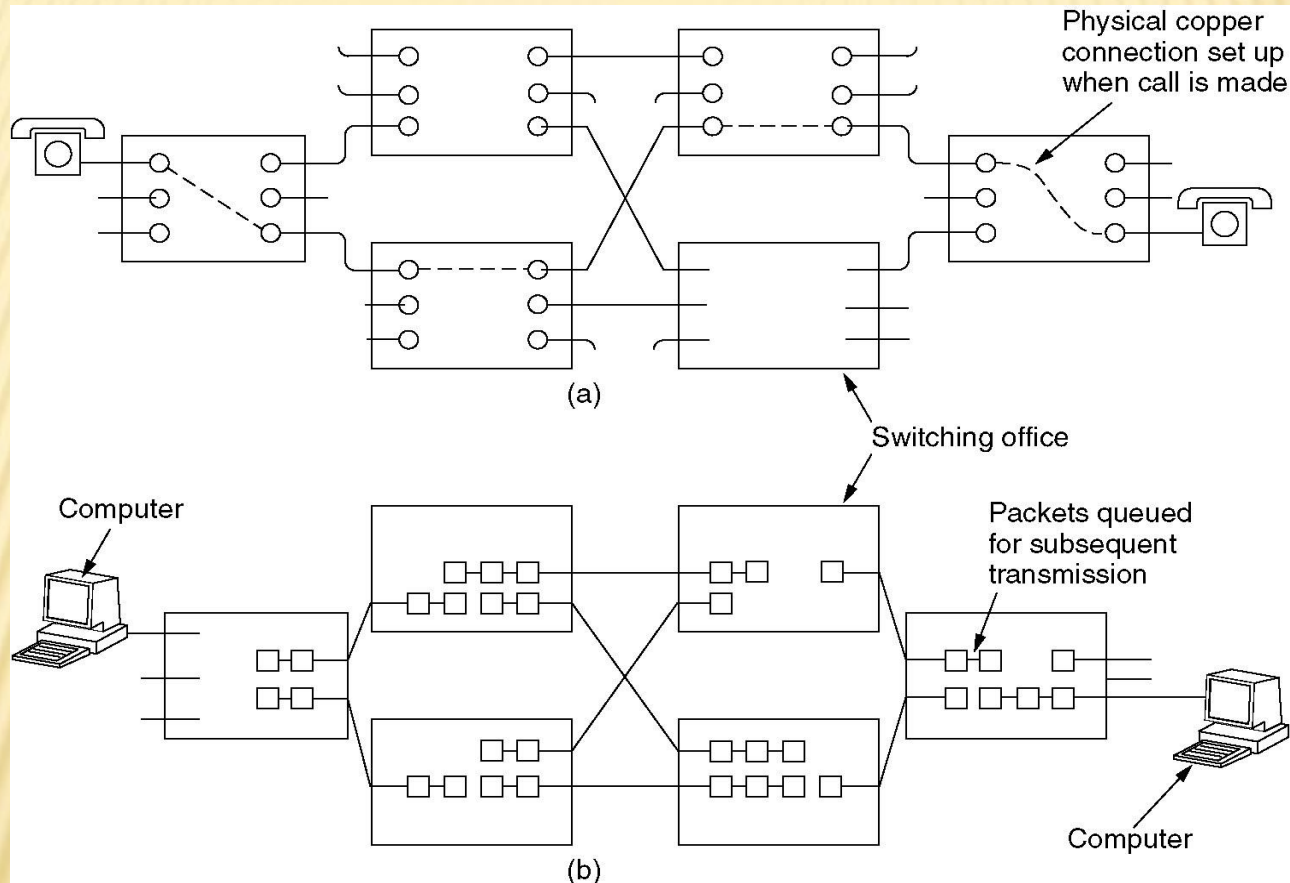 Physical copper
connection set up
when call is made
(a)
Switching office
Computer
Packets queued
for subsequent
transmission
Computer
(b)